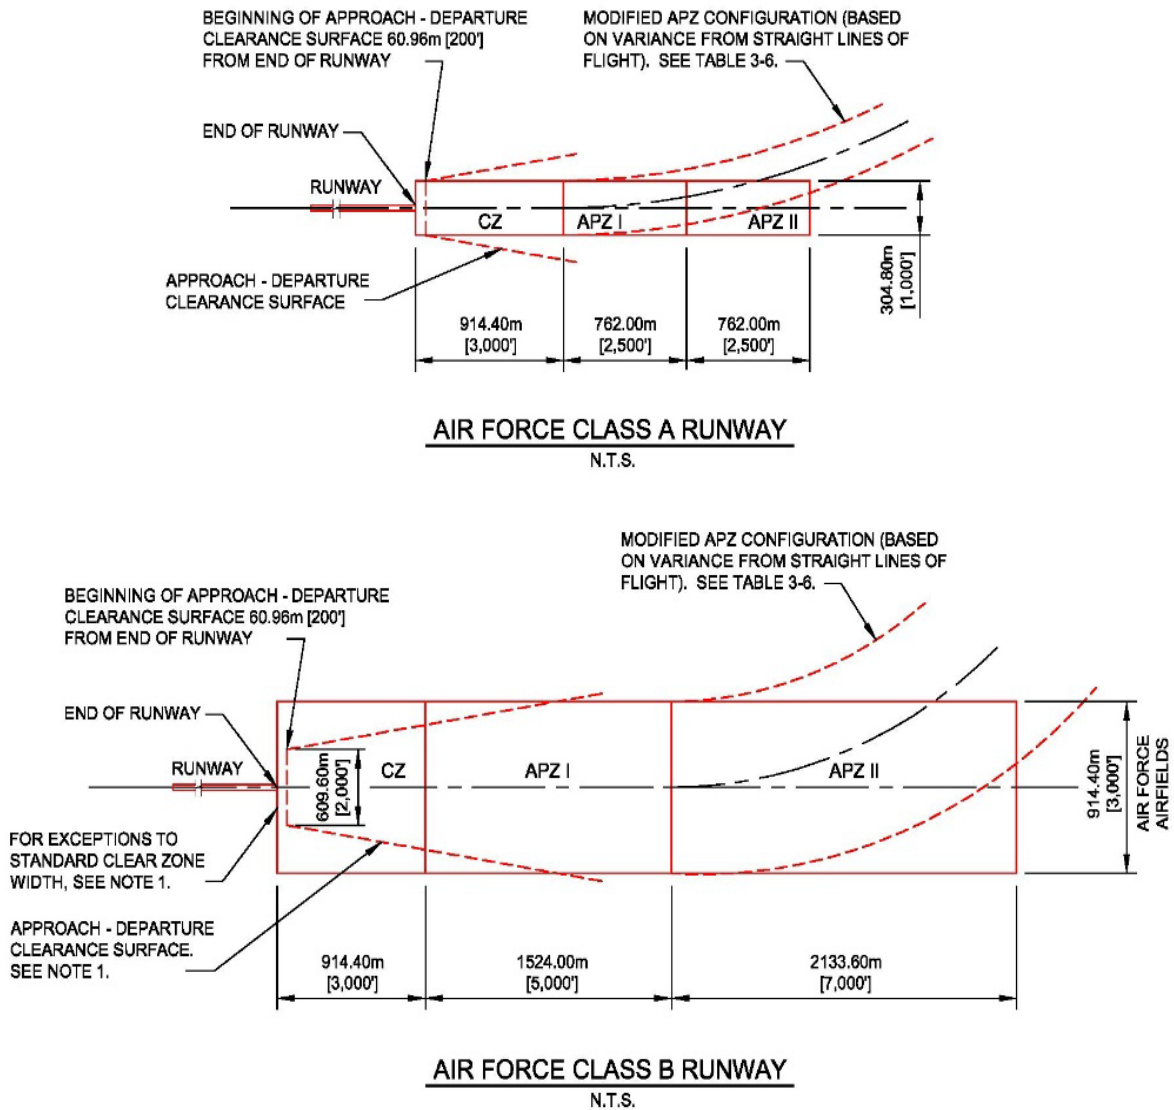 BEGINNING OF APPROACH - DEPARTURE
CLEARANCE SURFACE 60.96m [200']
FROM END OF RUNWAY
MODIFIED APZ CONFIGURATION (BASED
ON VARIANCE FROM STRAIGHT LINES OF
FLIGHT). SEE TABLE 3-6.
END OF RUNWAY
RUNWAY
CZ
APZ I
APZ II
APPROACH - DEPARTURE
CLEARANCE SURFACE
304.80m
[1,000']
914.40m
[3,000']
762.00m
[2,500']
762.00m
[2,500']
AIR FORCE CLASS A RUNWAY
N.T.S.
MODIFIED APZ CONFIGURATION (BASED
ON VARIANCE FROM STRAIGHT LINES OF
FLIGHT). SEE TABLE 3-6.
BEGINNING OF APPROACH - DEPARTURE
CLEARANCE SURFACE 60.96m [200']
FROM END OF RUNWAY
END OF RUNWAY
RUNWAY
609.60m
[2,000']
CZ
APZ I
APZ II
914.40m
[3,000']
AIR FORCE
AIRFIELDS
FOR EXCEPTIONS TO
STANDARD CLEAR ZONE
WIDTH, SEE NOTE 1.
APPROACH - DEPARTURE
CLEARANCE SURFACE.
SEE NOTE 1.
914.40m
[3,000']
1524.00m
[5,000']
2133.60m
[7,000']
AIR FORCE CLASS B RUNWAY
N.T.S.